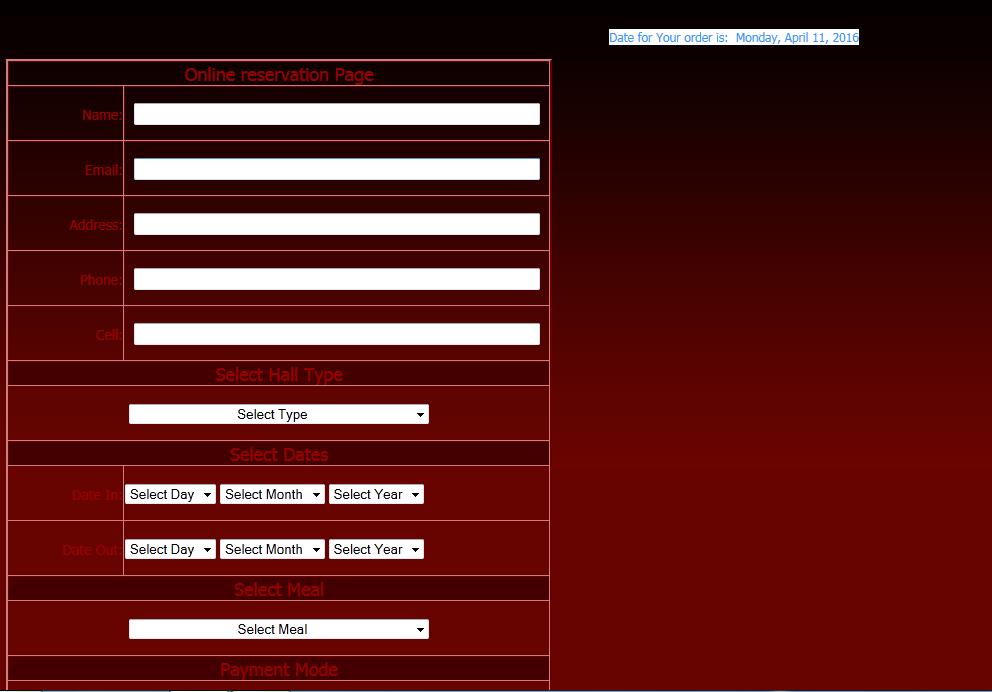 Date for Your order is:  Monday, April 11, 2016
Online reservation Page
Name:
Email:
Address:
Phone:
Cell:
Select Hall Type
Select Type
Select Dates
Date In: Select Day Select Month Select Year
Date Out: Select Day Select Month Select Year
Select Meal
Select Meal
Payment Mode